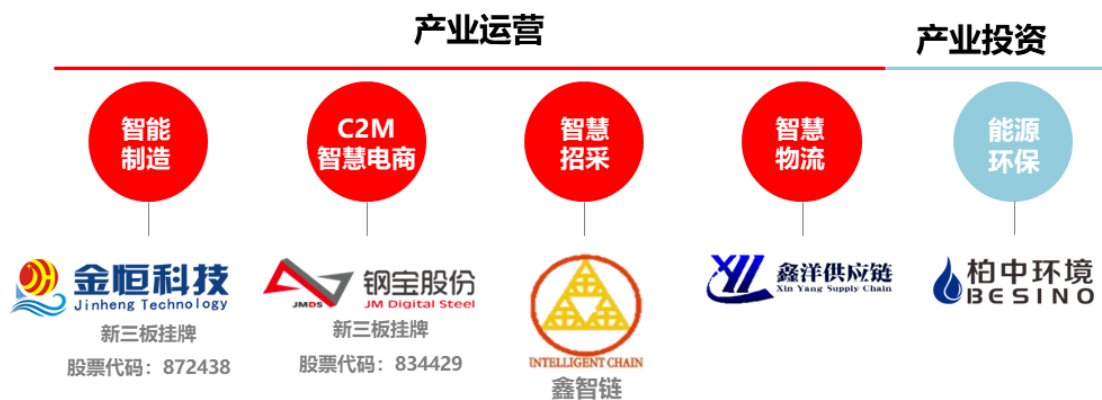 产业运营
产业投资
智能
制造
C2M
智慧电商
智慧
招采
智慧
物流
能源
环保
金恒科技
Jinheng Technology
新三板挂牌
股票代码：872438
JMDS
钢宝股份
JM Digital Steel
新三板挂牌
股票代码：834429
INTELLIGENT CHAIN
鑫智链
鑫洋供应链
Xin Yang Supply Chain
柏中环境
BESINO